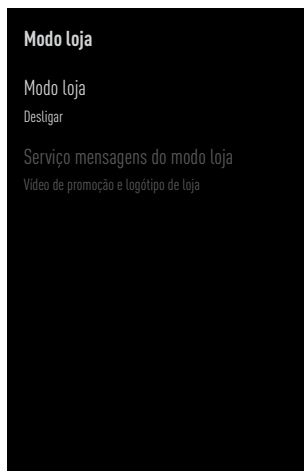 Modo loja
Modo loja
Desligar
Serviço mensagens do modo loja
Vídeo de promoção e logótipo de loja